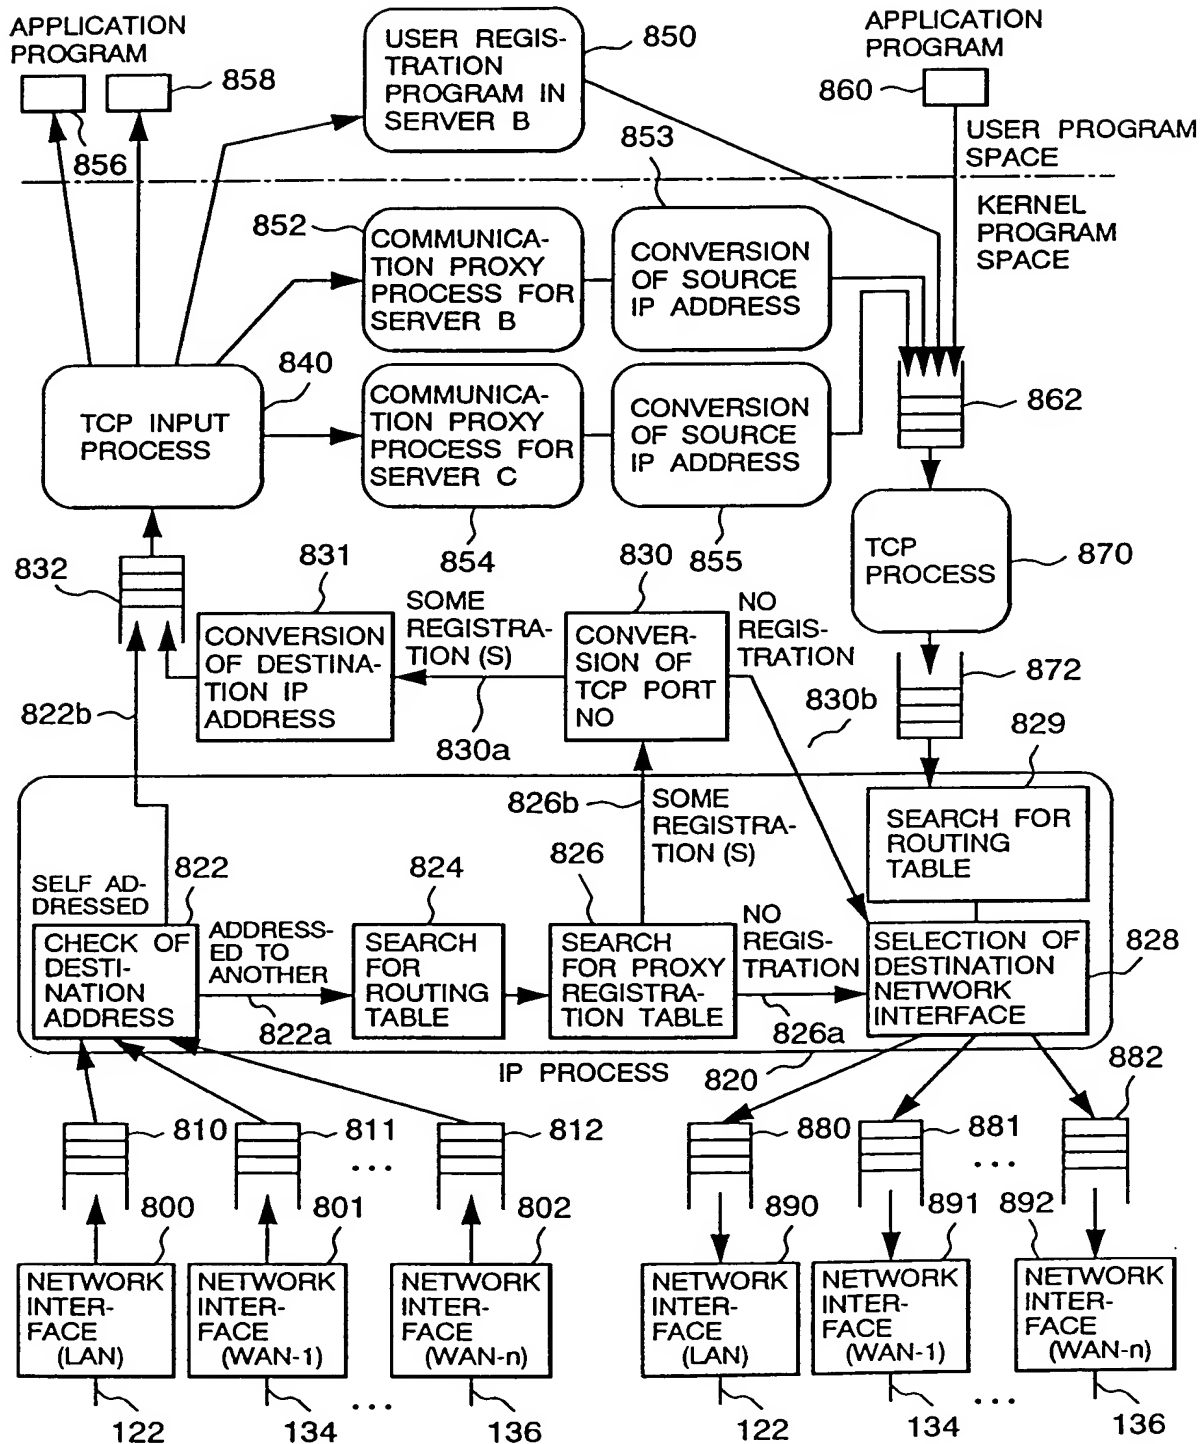 APPLICATION
PROGRAM
858
856
USER REGIS-
TRATION
PROGRAM IN
SERVER B
850
APPLICATION
PROGRAM
860
USER PROGRAM
SPACE
KERNEL
PROGRAM
SPACE
852
COMMUNICA-
TION PROXY
PROCESS FOR
SERVER B
853
CONVERSION
OF SOURCE
IP ADDRESS
840
TCP INPUT
PROCESS
COMMUNICA-
TION PROXY
PROCESS FOR
SERVER C
854
CONVERSION
OF SOURCE
IP ADDRESS
855
862
TCP
PROCESS
870
832
831
CONVERSION
OF DESTINA-
TION IP
ADDRESS
SOME
REGISTRA-
TION (S)
830a
830
CONVER-
SION OF
TCP PORT
NO
NO
REGIS-
TRATION
830b
872
829
822b
826b
SOME
REGISTRA-
TION (S)
SEARCH FOR
ROUTING
TABLE
SELF AD-
DRESSED
822
CHECK OF
DESTI-
NATION
ADDRESS
ADDRESS-
ED TO
ANOTHER
822a
824
SEARCH
FOR
ROUTING
TABLE
826
SEARCH
FOR PROXY
REGISTRA-
TION TABLE
NO
REGIS-
TRATION
826a
SELECTION OF
DESTINATION
NETWORK
INTERFACE
828
IP PROCESS
820
810
811
...
812
880
881
...
882
800
801
802
890
891
892
NETWORK
INTER-
FACE
(LAN)
NETWORK
INTER-
FACE
(WAN-1)
NETWORK
INTER-
FACE
(WAN-n)
NETWORK
INTER-
FACE
(LAN)
NETWORK
INTER-
FACE
(WAN-1)
NETWORK
INTER-
FACE
(WAN-n)
122
134
...
136
122
134
...
136